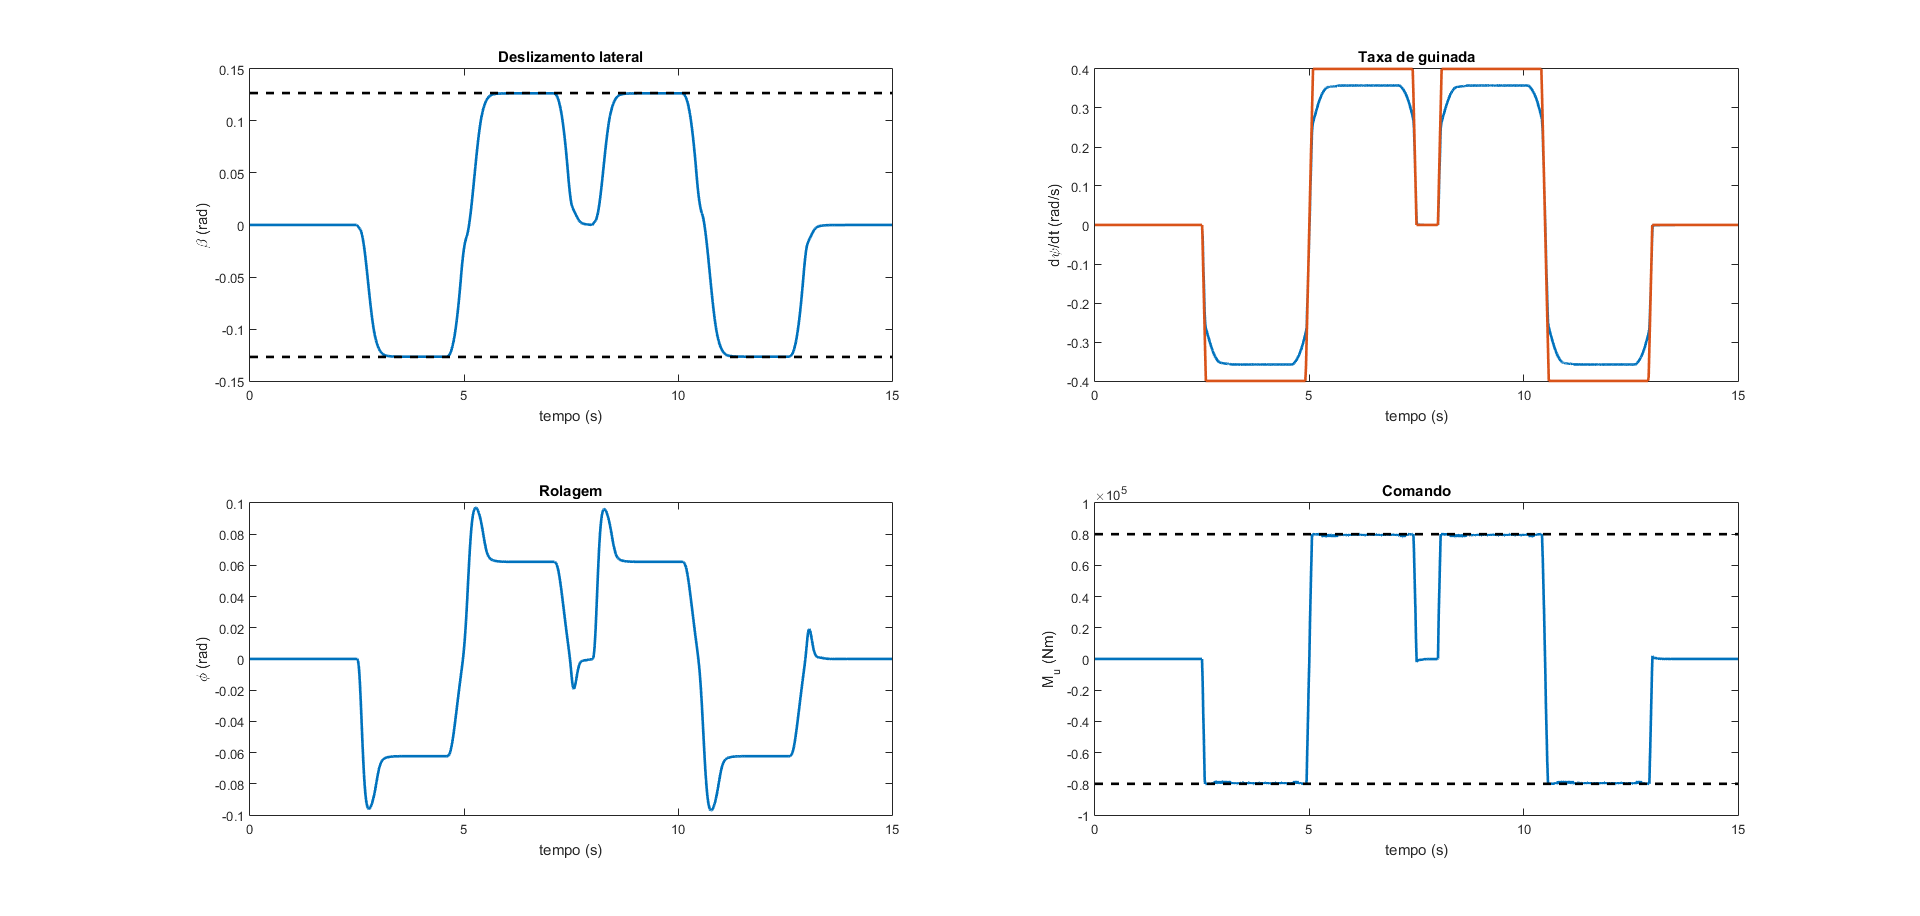 Deslizamento lateral
0.15
0.1
0.05
0
-0.05
-0.1
-0.15
β (rad)
0 5 10 15
tempo (s)
Taxa de guinada
0.4
0.3
0.2
0.1
0
-0.1
-0.2
-0.3
-0.4
dψ/dt (rad/s)
0 5 10 15
tempo (s)
Rolagem
0.1
0.08
0.06
0.04
0.02
0
-0.02
-0.04
-0.06
-0.08
-0.1
ϕ (rad)
0 5 10 15
tempo (s)
Comando
×10^5
1
0.8
0.6
0.4
0.2
0
-0.2
-0.4
-0.6
-0.8
-1
M_u (Nm)
0 5 10 15
tempo (s)